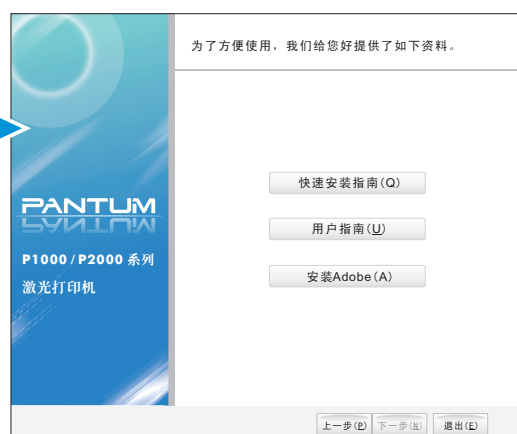 为了方便使用，我们给您好提供了如下资料。
PANTUM
P1000 / P2000 系列
激光打印机
快速安装指南(Q)
用户指南(U)
安装Adobe(A)
上一步(P) 下一步(N) 退出(E)